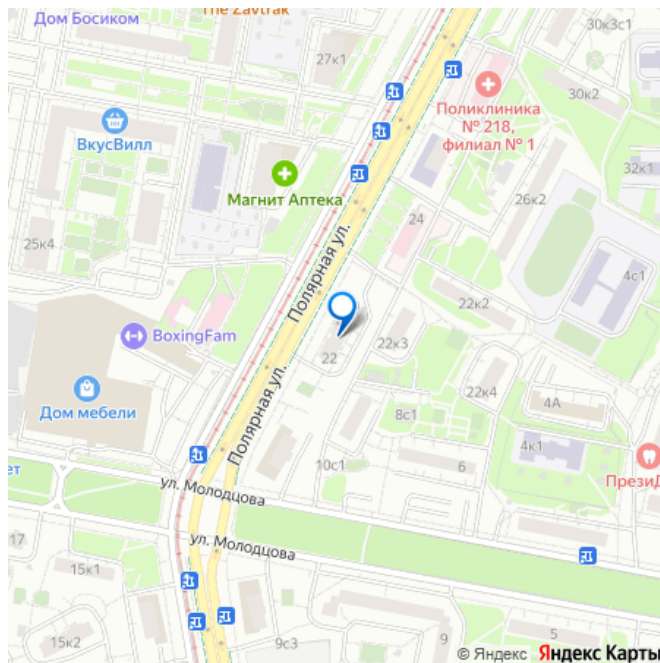 Дом Босиком
The Zavtrak
30к3с1
27к1
30к2
Поликлиника
№ 218,
филиал № 1
ВкусВилл
32к1
Магнит Аптека
26к2
24
25к4
4с1
Полярная ул.
22к2
BoxingFam
22
22к3
22к4
4А
Дом мебели
8с1
Полярная ул.
4к1
10с1
6
ул. Молодцова
17
ул. Молодцова
15к1
15к2
9с3
9
5
© Яндекс Яндекс Карты